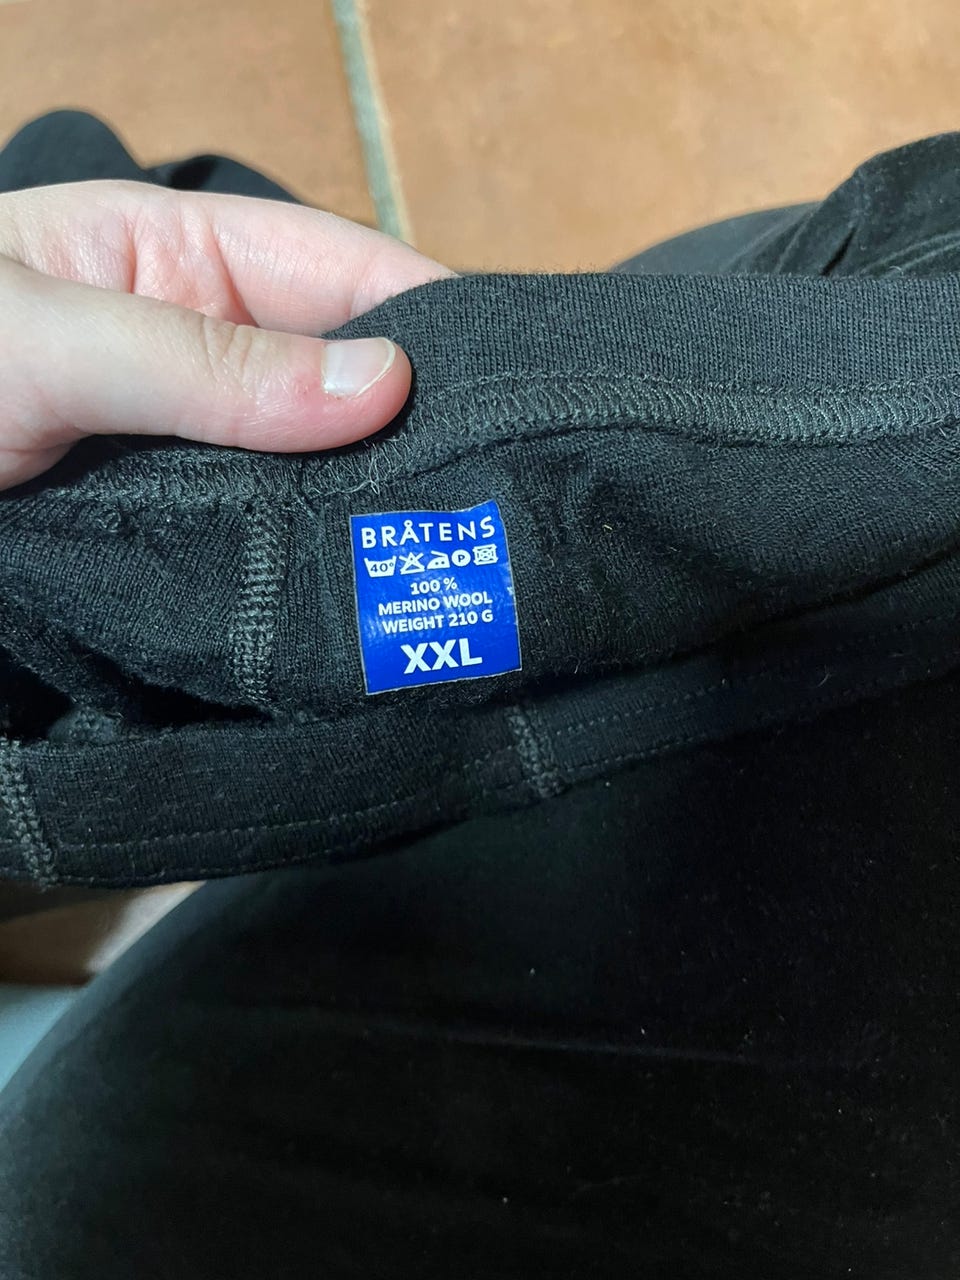 BRÅTENS
40° P
100 %
MERINO WOOL
WEIGHT 210 G
XXL